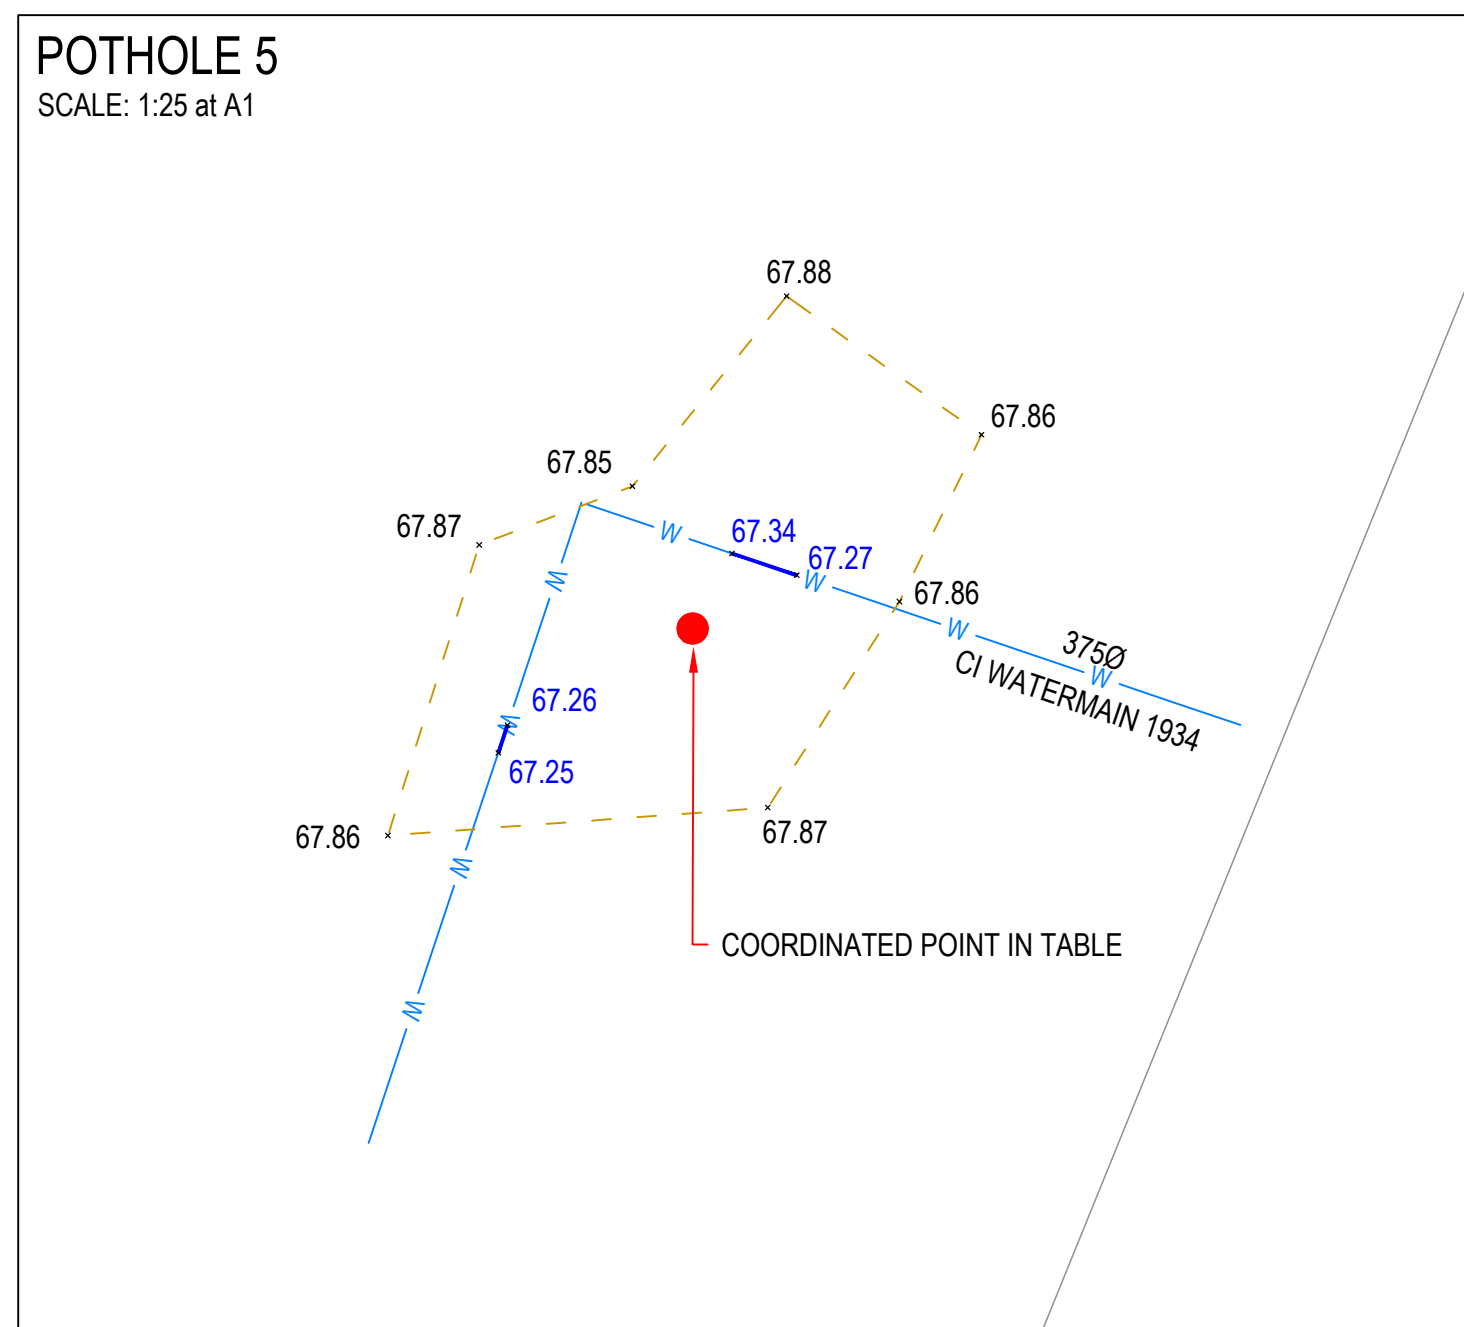 POTHOLE 5
SCALE: 1:25 at A1
67.88
67.86
67.85
67.87
67.34
67.27
67.86
W
W
W
W
375Ø
W
CI WATERMAIN 1934
67.26
W
67.25
67.86
67.87
W
COORDINATED POINT IN TABLE
W